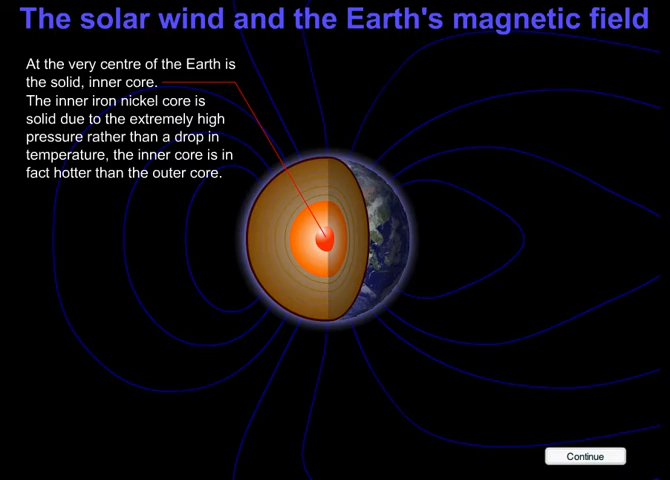 The solar wind and the Earth's magnetic field
At the very centre of the Earth is
the solid, inner core.
The inner iron nickel core is
solid due to the extremely high
pressure rather than a drop in
temperature, the inner core is in
fact hotter than the outer core.
Continue